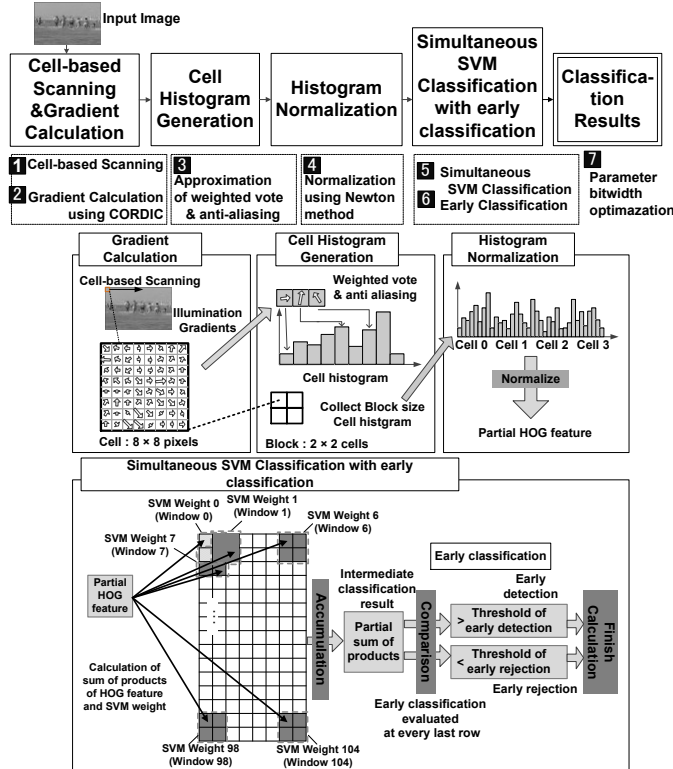 Input Image
Cell-based
Scanning
&Gradient
Calculation
Cell
Histogram
Generation
Histogram
Normalization
Simultaneous
SVM
Classification
with early
classification
Classifica-
tion
Results
1 Cell-based Scanning
2 Gradient Calculation
using CORDIC
3
Approximation
of weighted vote
& anti-aliasing
4
Normalization
using Newton
method
5 Simultaneous
SVM Classification
6 Early Classification
7
Parameter
bitwidth
optimazation
Gradient
Calculation
Cell-based Scanning
Illumination
Gradients
Cell : 8 × 8 pixels
Cell Histogram
Generation
Weighted vote
& anti aliasing
Cell histogram
Collect Block size
Cell histgram
Block : 2 × 2 cells
Histogram
Normalization
Cell 0 Cell 1 Cell 2 Cell 3
Normalize
Partial HOG feature
Simultaneous SVM Classification with early
classification
SVM Weight 0
(Window 0)
SVM Weight 1
(Window 1)
SVM Weight 6
(Window 6)
SVM Weight 7
(Window 7)
Partial
HOG
feature
Calculation of
sum of products
of HOG feature
and SVM weight
SVM Weight 98
(Window 98)
SVM Weight 104
(Window 104)
Accumulation
Intermediate
classification
result
Partial
sum of
products
Comparison
Early classification
Early
detection
> Threshold of
early detection
< Threshold of
early rejection
Early rejection
Finish
Calculation
Early classification
evaluated
at every last row